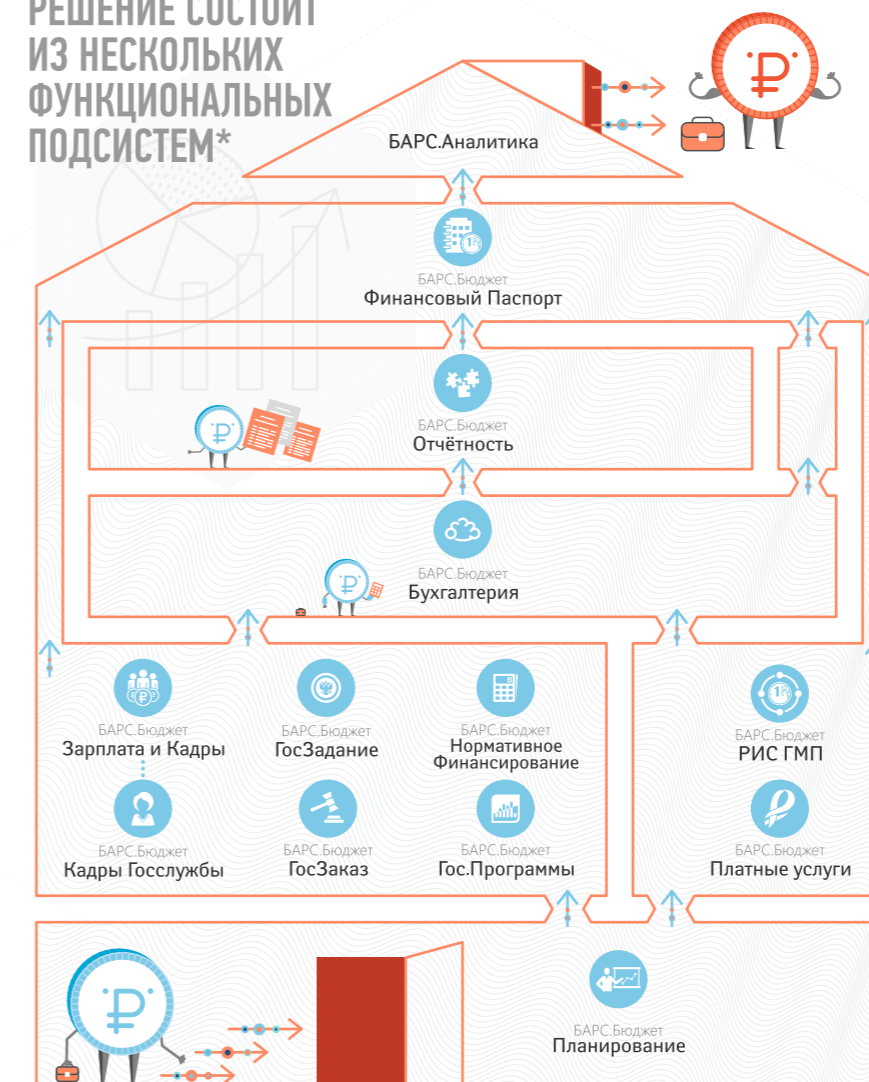 РЕШЕНИЕ СОСТОИТ
ИЗ НЕСКОЛЬКИХ
ФУНКЦИОНАЛЬНЫХ
ПОДСИСТЕМ*
БАРС.Аналитика
БАРС.Бюджет
Финансовый Паспорт
БАРС.Бюджет
Отчётность
БАРС.Бюджет
Бухгалтерия
БАРС.Бюджет
Зарплата и Кадры
БАРС.Бюджет
ГосЗадание
БАРС.Бюджет
Нормативное
Финансирование
БАРС.Бюджет
РИС ГМП
БАРС.Бюджет
Кадры Госслужбы
БАРС.Бюджет
ГосЗаказ
БАРС.Бюджет
Гос.Программы
БАРС.Бюджет
Платные услуги
БАРС.Бюджет
Планирование